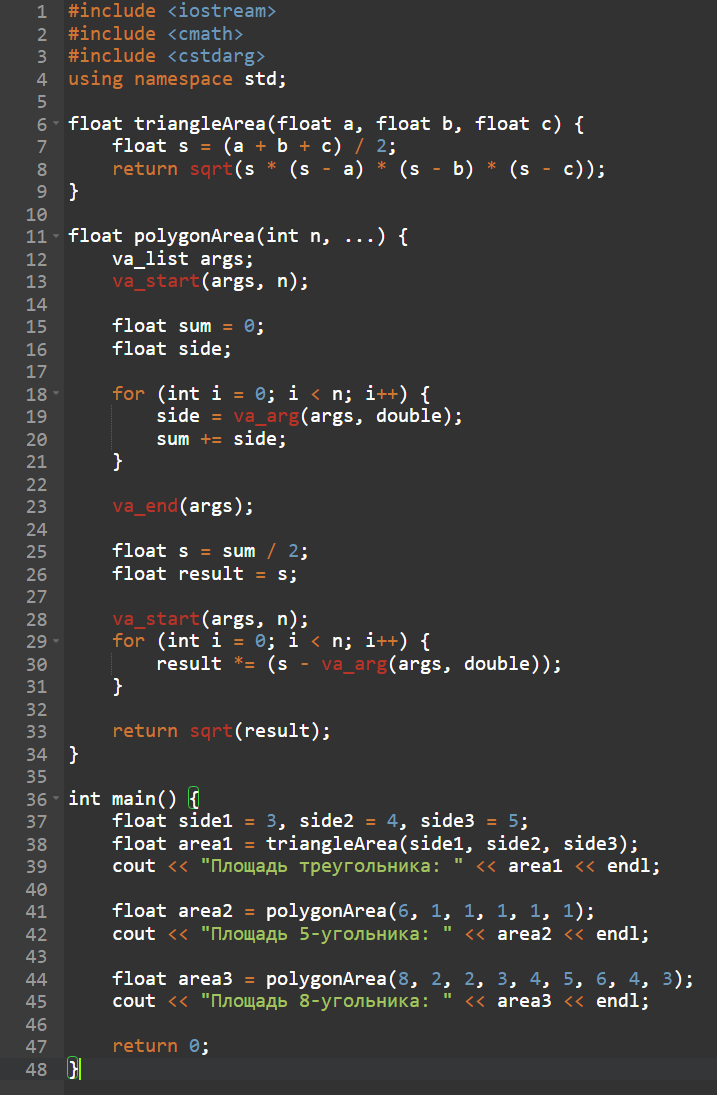 1 #include <iostream>
2 #include <cmath>
3 #include <cstdarg>
4 using namespace std;
5
6 float triangleArea(float a, float b, float c) {
7     float s = (a + b + c) / 2;
8     return sqrt(s * (s - a) * (s - b) * (s - c));
9 }
10
11 float polygonArea(int n, ...) {
12     va_list args;
13     va_start(args, n);
14
15     float sum = 0;
16     float side;
17
18     for (int i = 0; i < n; i++) {
19         side = va_arg(args, double);
20         sum += side;
21     }
22
23     va_end(args);
24
25     float s = sum / 2;
26     float result = s;
27
28     va_start(args, n);
29     for (int i = 0; i < n; i++) {
30         result *= (s - va_arg(args, double));
31     }
32
33     return sqrt(result);
34 }
35
36 int main() {
37     float side1 = 3, side2 = 4, side3 = 5;
38     float area1 = triangleArea(side1, side2, side3);
39     cout << "Площадь треугольника: " << area1 << endl;
40
41     float area2 = polygonArea(6, 1, 1, 1, 1, 1);
42     cout << "Площадь 5-угольника: " << area2 << endl;
43
44     float area3 = polygonArea(8, 2, 2, 3, 4, 5, 6, 4, 3);
45     cout << "Площадь 8-угольника: " << area3 << endl;
46
47     return 0;
48 }